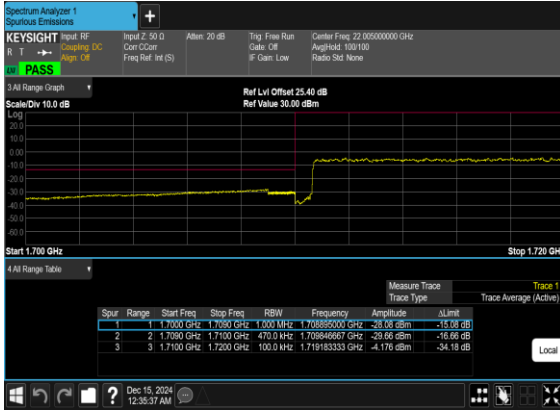 Spectrum Analyzer 1
Spurious Emissions
+
KEYSIGHT Input: RF Input Z: 50 Ω Atten: 20 dB Trig: Free Run Center Freq: 22.005000000 GHz
R T Coupling: DC Corr CCorr Gate: Off Avg|Hold: 100/100
Align: Off Freq Ref: Int (S) IF Gain: Low Radio Std: None
PASS
3 All Range Graph
Ref Lvl Offset 25.40 dB
Scale/Div 10.0 dB Ref Value 30.00 dBm
Log
20.0
10.0
0.00
-10.0
-20.0
-30.0
-40.0
-50.0
-60.0
Start 1.700 GHz Stop 1.720 GH
4 All Range Table
Measure Trace Trace 1
Trace Type Trace Average (Active)
Spur Range Start Freq Stop Freq RBW Frequency Amplitude ΔLimit
1 1 1.7000 GHz 1.7090 GHz 1.000 MHz 1.708895000 GHz -28.08 dBm -15.08 dB
2 2 1.7090 GHz 1.7100 GHz 470.0 kHz 1.709846667 GHz -29.66 dBm -16.66 dB
3 3 1.7100 GHz 1.7200 GHz 100.0 kHz 1.719183333 GHz -4.176 dBm -34.18 dB
Local
? Dec 15, 2024
12:35:37 AM